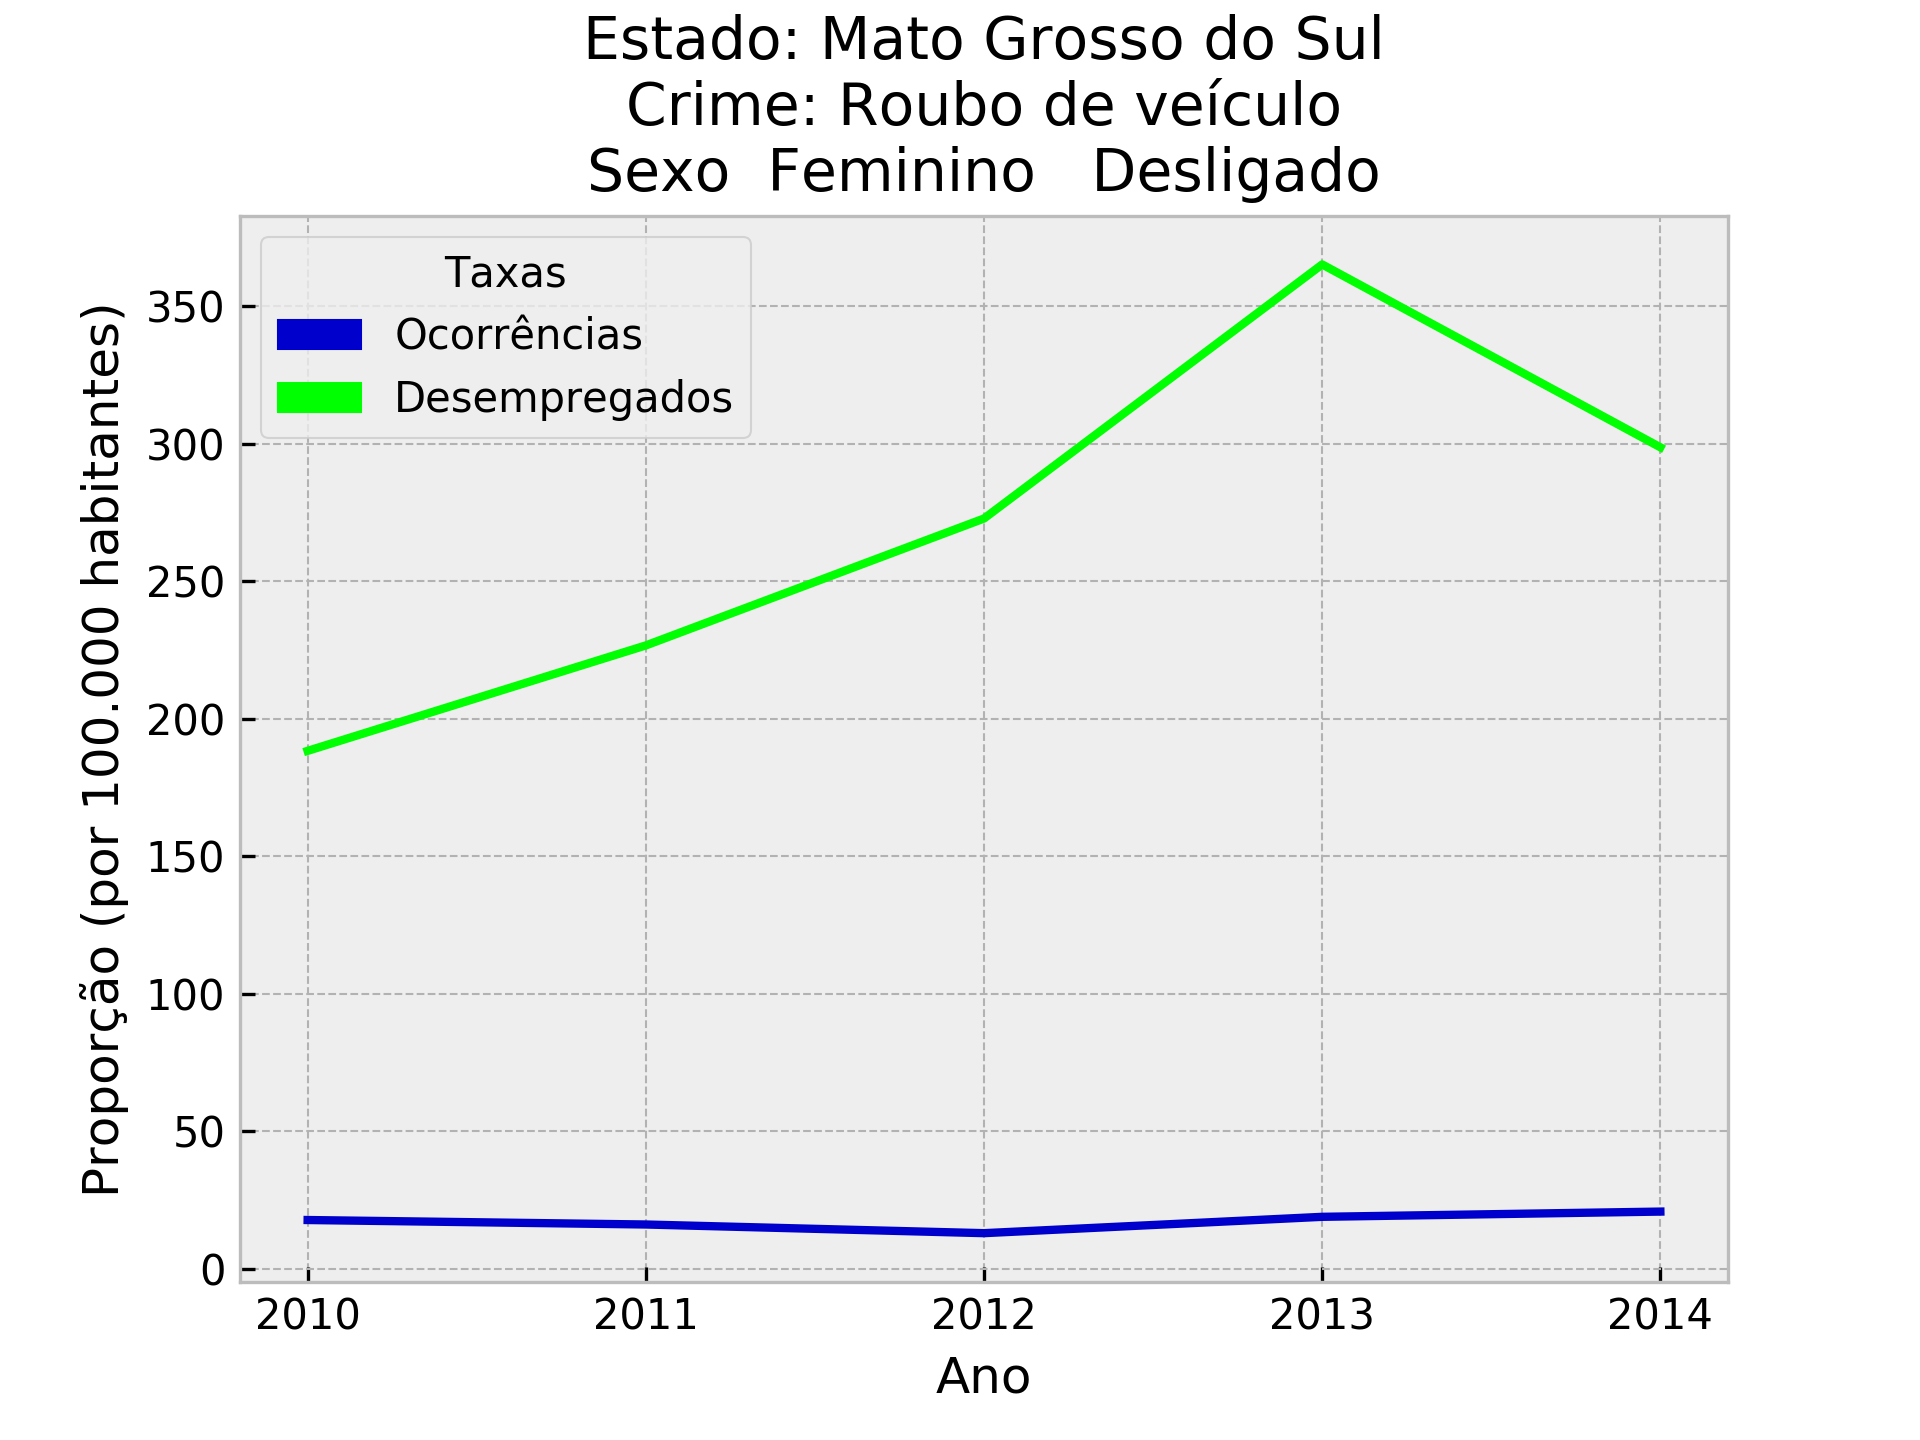 Estado: Mato Grosso do Sul
Crime: Roubo de veículo
Sexo  Feminino   Desligado
Taxas
Ocorrências
Desempregados
Proporção (por 100.000 habitantes)
350
300
250
200
150
100
50
0
2010 2011 2012 2013 2014
Ano